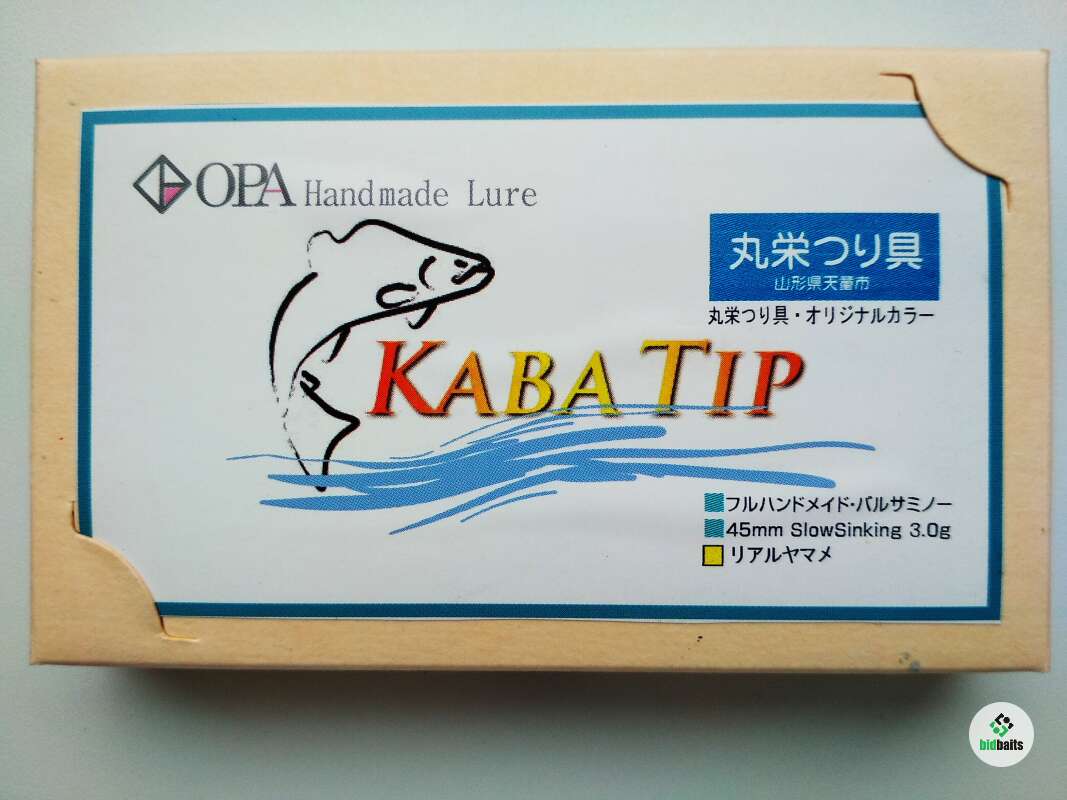 OPA Handmade Lure
丸栄つり具
山形県天童市
丸栄つり具・オリジナルカラー
KABA TIP
フルハンドメイド・バルサミノー
45mm SlowSinking 3.0g
リアルヤマメ
bidbaits